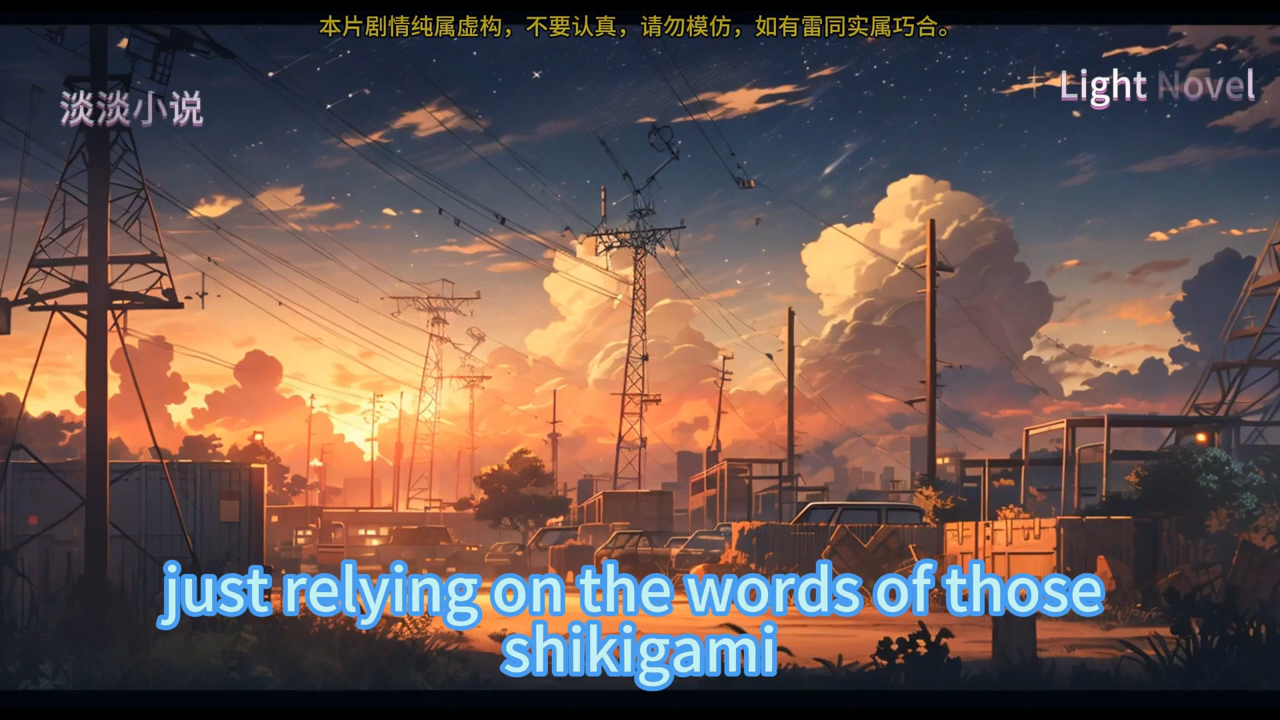 本片剧情纯属虚构，不要认真，请勿模仿，如有雷同实属巧合。
淡淡小说
Light Novel
just relying on the words of those
shikigami